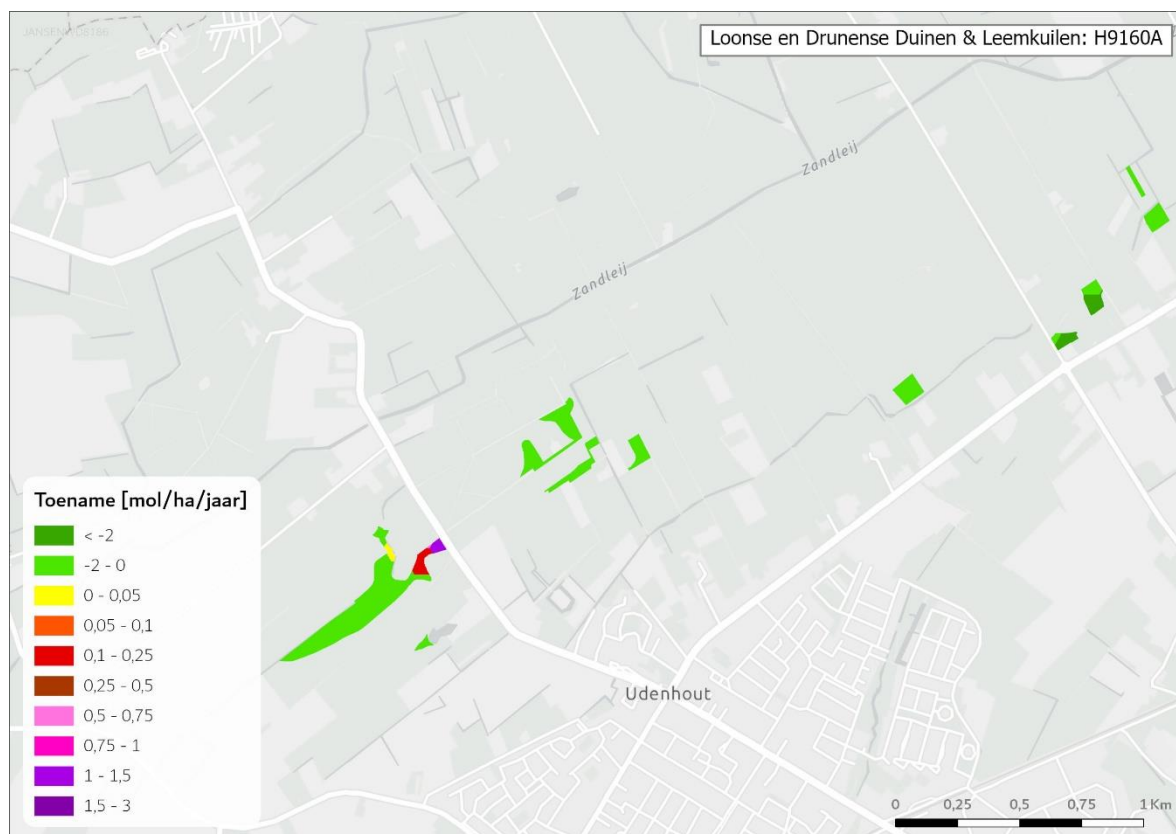 Loonse en Drunense Duinen & Leemkuilen: H9160A
Zandleij
Zandleij
Toename [mol/ha/jaar]
< -2
-2 - 0
0 - 0,05
0,05 - 0,1
0,1 - 0,25
0,25 - 0,5
0,5 - 0,75
0,75 - 1
1 - 1,5
1,5 - 3
Udenhout
0 0,25 0,5 0,75 1 Km